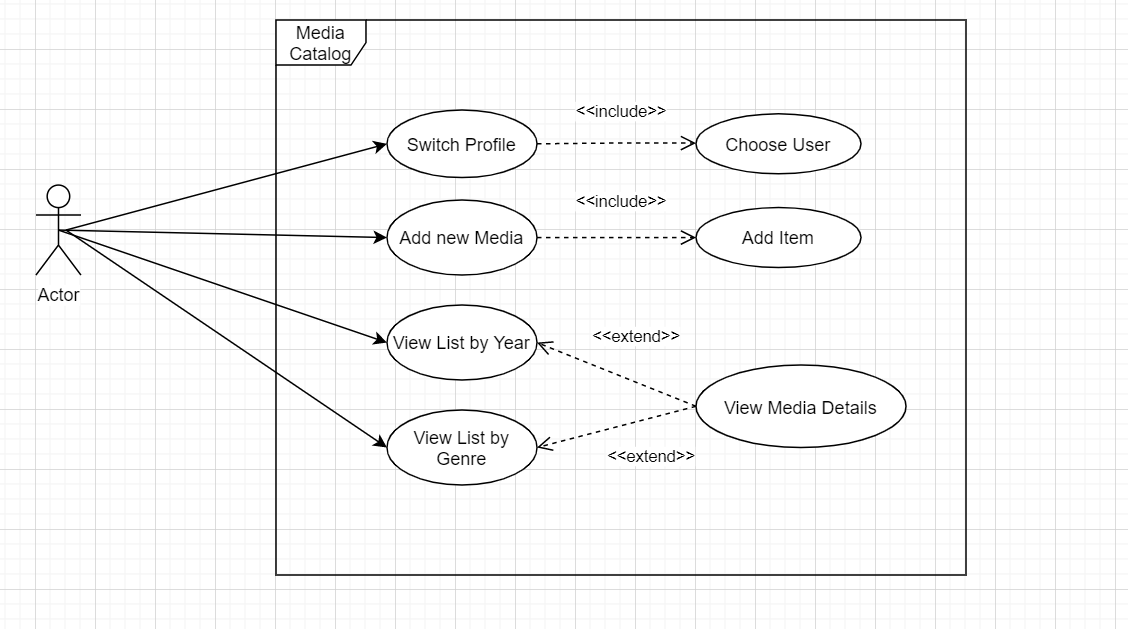 Media
Catalog
<<include>>
Switch Profile
Choose User
<<include>>
Add new Media
Add Item
Actor
<<extend>>
View List by Year
View Media Details
View List by
Genre
<<extend>>